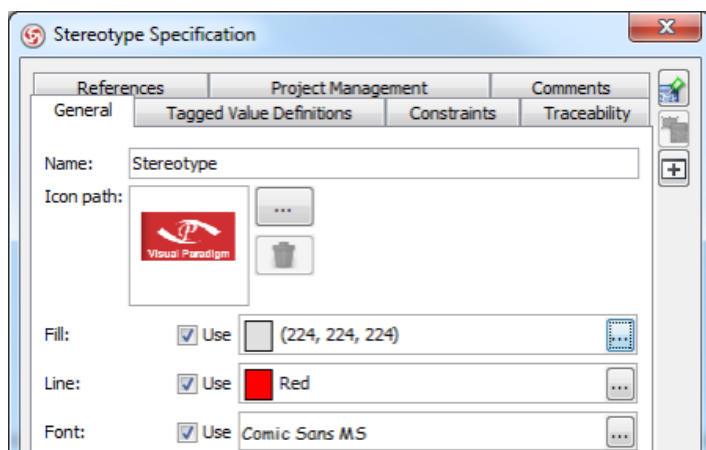 Stereotype Specification
References Project Management Comments
General Tagged Value Definitions Constraints Traceability
Name: Stereotype
Icon path: ...
Visual Paradigm
Fill: Use (224, 224, 224) ...
Line: Use Red ...
Font: Use Comic Sans MS ...